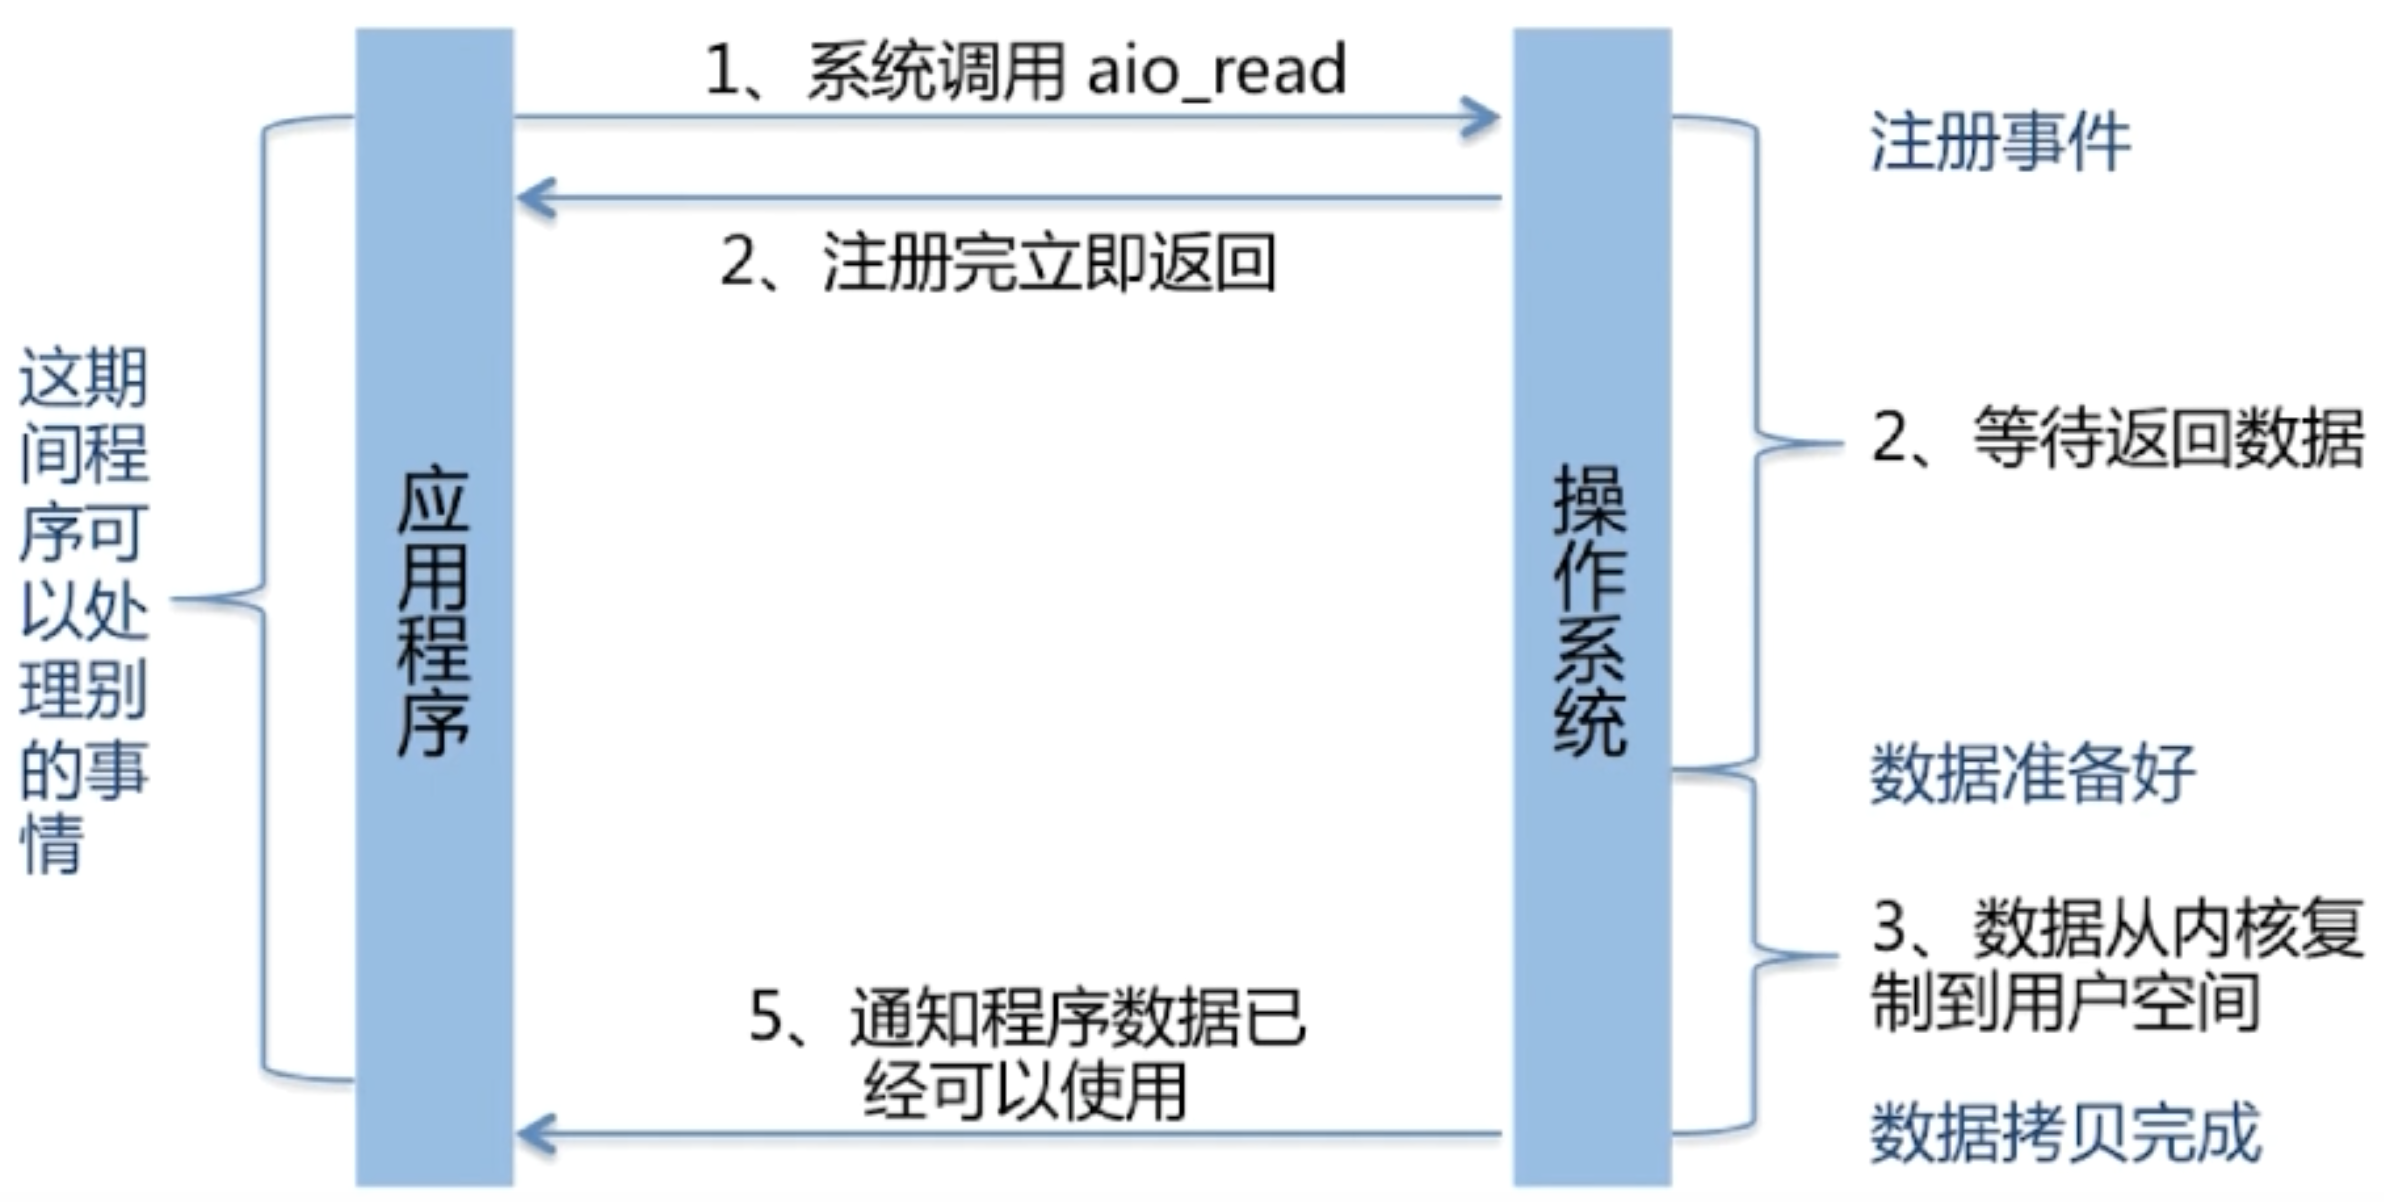 1、系统调用 aio_read
注册事件
2、注册完立即返回
这期
间程
序可
以处
理别
的事
情
应用程序
操作系统
2、等待返回数据
数据准备好
3、数据从内核复
制到用户空间
5、通知程序数据已
经可以使用
数据拷贝完成